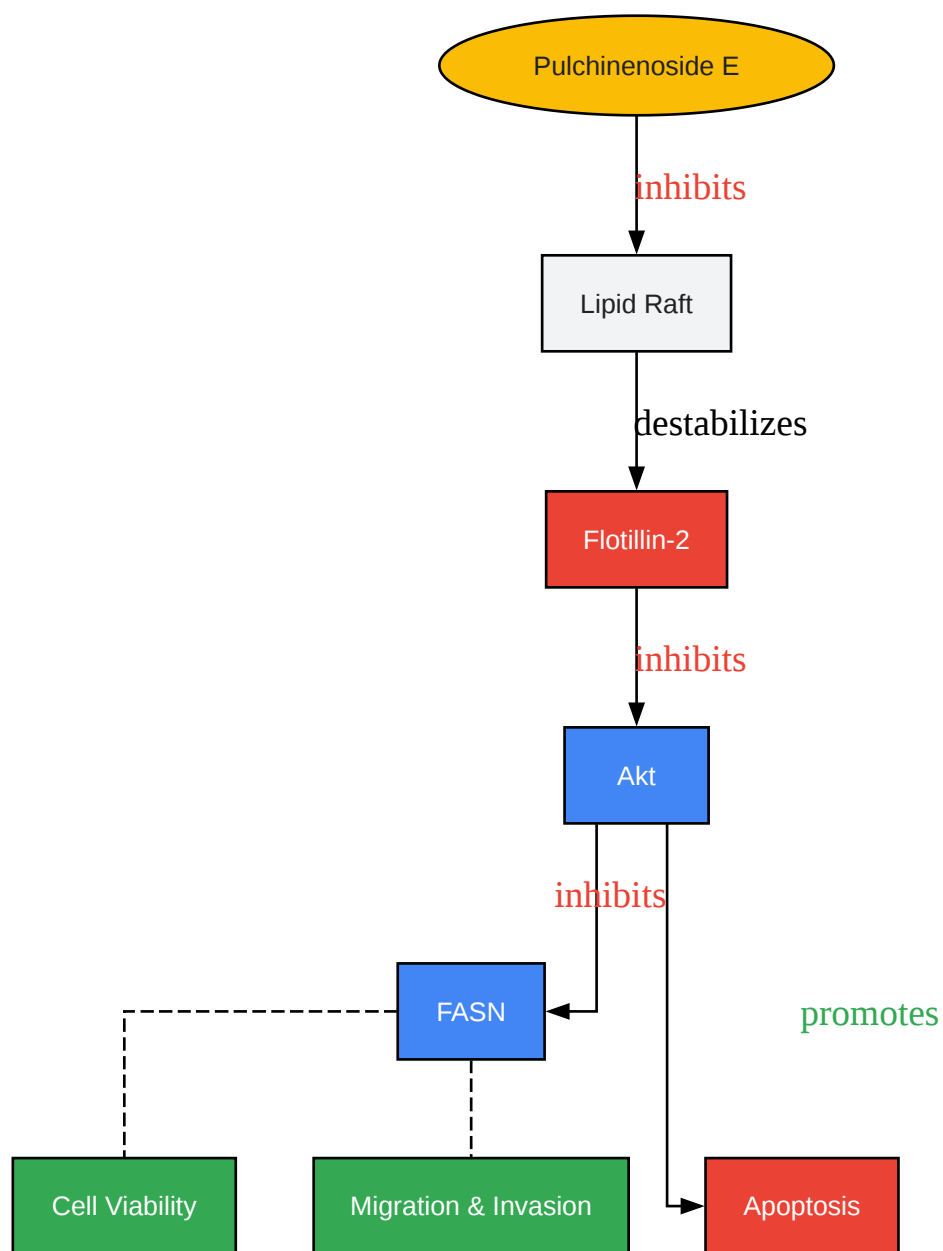 Pulchinenoside E
inhibits
Lipid Raft
destabilizes
Flotillin-2
inhibits
Akt
inhibits
FASN
promotes
Cell Viability
Migration & Invasion
Apoptosis